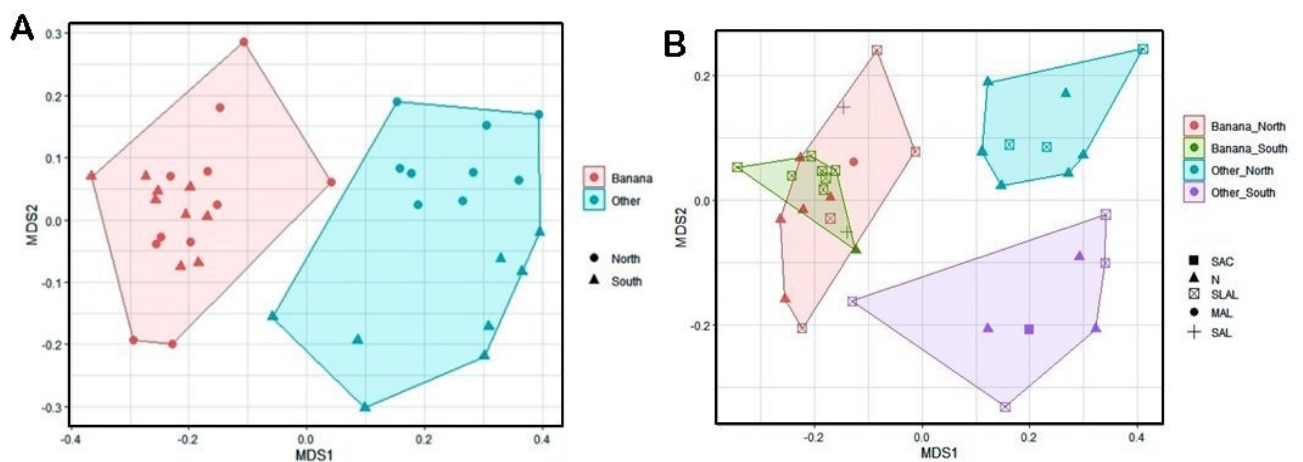 A
0.3
0.2
0.1
0.0
-0.1
-0.2
-0.3
MDS2
-0.4
-0.2
0.0
0.2
0.4
MDS1
Banana
Other
North
South
B
0.2
0.0
-0.2
MDS2
-0.2
0.0
0.2
0.4
MDS1
Banana_North
Banana_South
Other_North
Other_South
SAC
N
SLAL
MAL
SAL